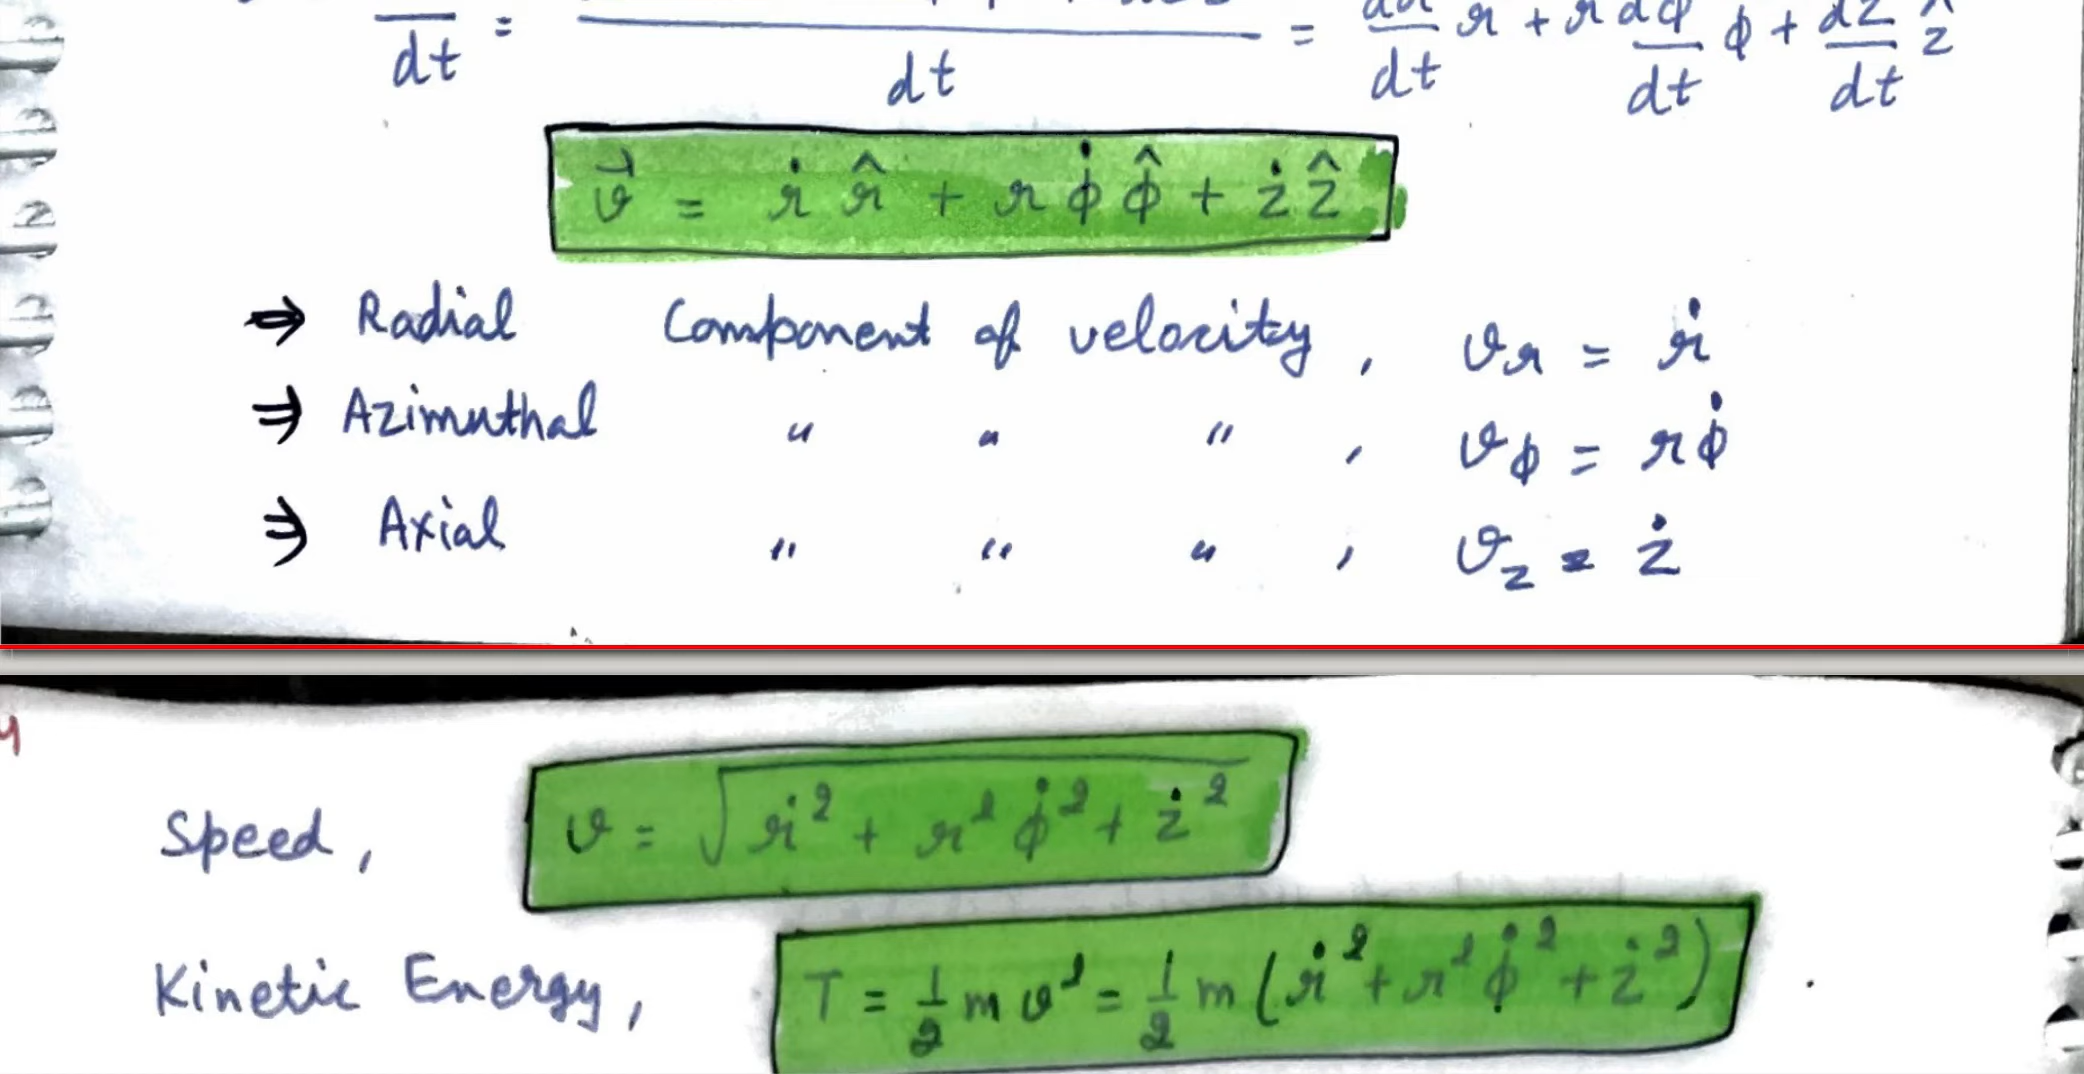 dt = dt = dt r + r dϕ/dt ϕ + dz/dt ẑ
v⃗ = ṙ r̂ + r ϕ̇ ϕ̂ + ż ẑ
⇒ Radial Component of velocity, vr = ṙ
⇒ Azimuthal " " ", vϕ = rϕ̇
⇒ Axial " " ", vz = ż
Speed, v = √ṙ² + r² ϕ̇² + ż²
Kinetic Energy, T = 1/2 m v² = 1/2 m (ṙ² + r² ϕ̇² + ż²)